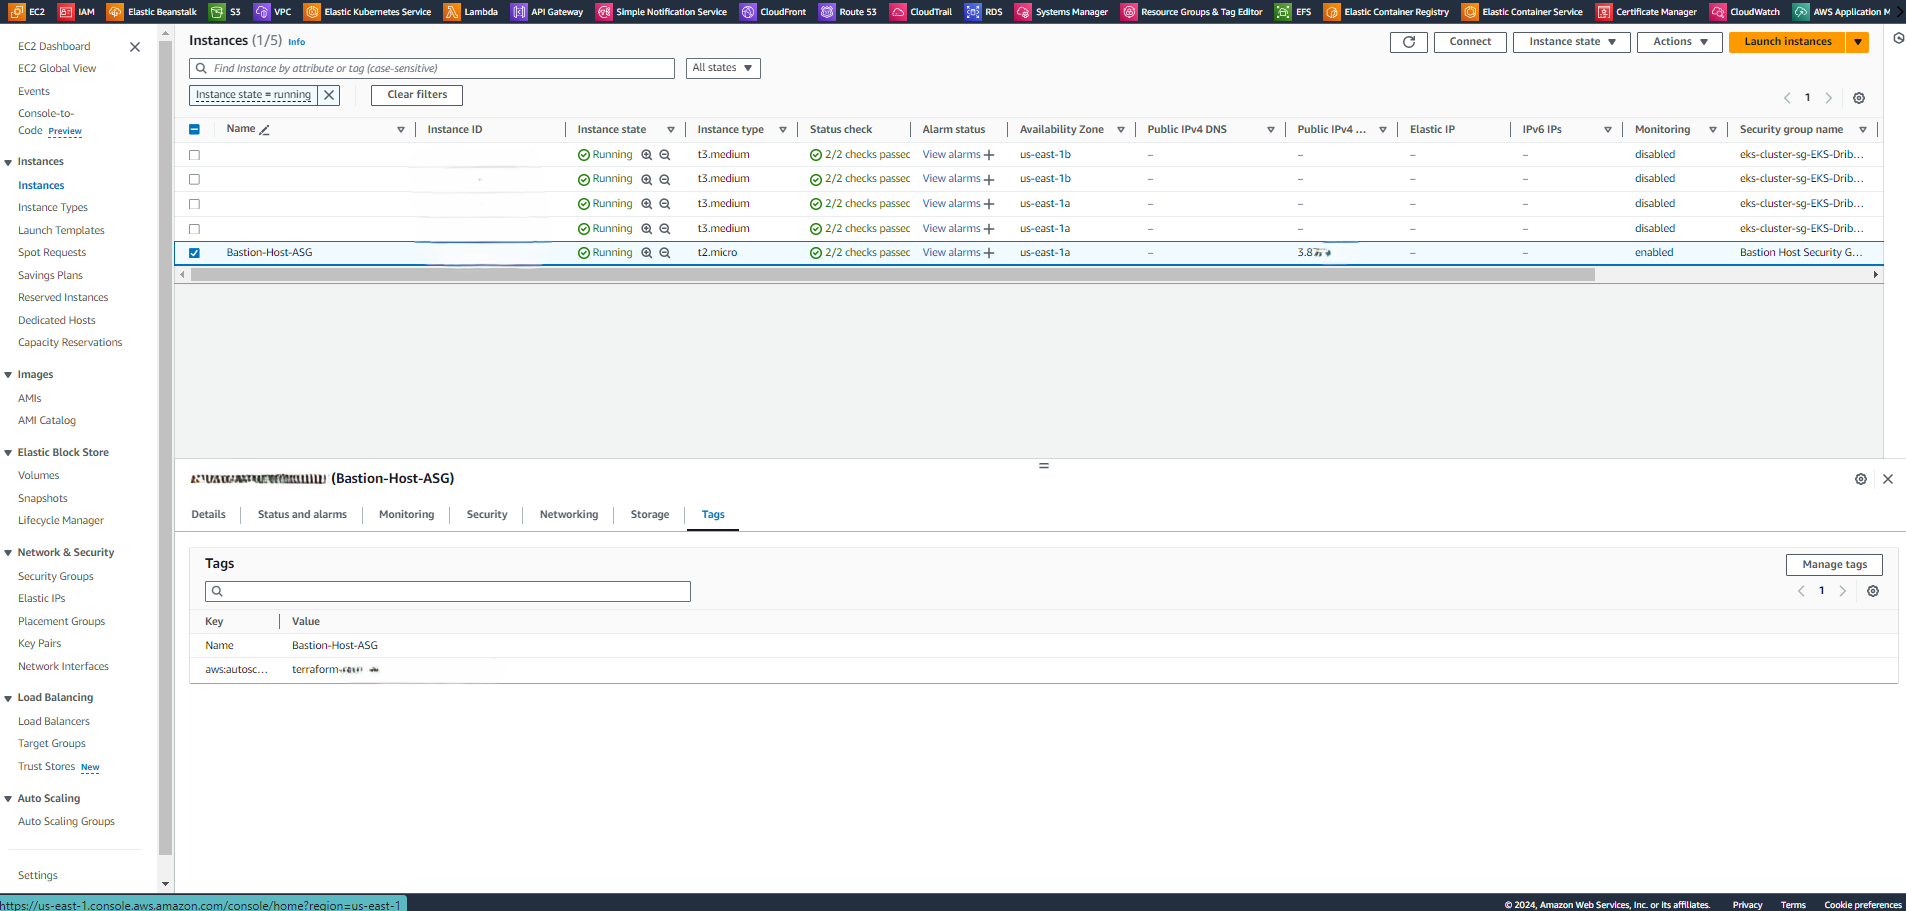 EC2 IAM Elastic Beanstalk S3 VPC Elastic Kubernetes Service Lambda API Gateway Simple Notification Service CloudFront Route 53 CloudTrail RDS Systems Manager Resource Groups & Tag Editor EFS Elastic Container Registry Elastic Container Service Certificate Manager CloudWatch AWS Application M
EC2 Dashboard
EC2 Global View
Events
Console-to-
Code Preview
Instances
Instances
Instance Types
Launch Templates
Spot Requests
Savings Plans
Reserved Instances
Dedicated Hosts
Capacity Reservations
Images
AMIs
AMI Catalog
Elastic Block Store
Volumes
Snapshots
Lifecycle Manager
Network & Security
Security Groups
Elastic IPs
Placement Groups
Key Pairs
Network Interfaces
Load Balancing
Load Balancers
Target Groups
Trust Stores New
Auto Scaling
Auto Scaling Groups
Settings
Instances (1/5) Info
Connect Instance state Actions Launch instances
Find Instance by attribute or tag (case-sensitive) All states
Instance state = running Clear filters
1
Name Instance ID Instance state Instance type Status check Alarm status Availability Zone Public IPv4 DNS Public IPv4 ... Elastic IP IPv6 IPs Monitoring Security group name
Running t3.medium 2/2 checks passec View alarms + us-east-1b – – – – disabled eks-cluster-sg-EKS-Drib...
Running t3.medium 2/2 checks passec View alarms + us-east-1b – – – – disabled eks-cluster-sg-EKS-Drib...
Running t3.medium 2/2 checks passec View alarms + us-east-1a – – – – disabled eks-cluster-sg-EKS-Drib...
Running t3.medium 2/2 checks passec View alarms + us-east-1a – – – – disabled eks-cluster-sg-EKS-Drib...
Bastion-Host-ASG Running t2.micro 2/2 checks passec View alarms + us-east-1a – 3.8 – – enabled Bastion Host Security G...
(Bastion-Host-ASG)
Details Status and alarms Monitoring Security Networking Storage Tags
Tags
Manage tags
1
Key Value
Name Bastion-Host-ASG
aws:autosc... terraform-
https://us-east-1.console.aws.amazon.com/console/home?region=us-east-1
© 2024, Amazon Web Services, Inc. or its affiliates. Privacy Terms Cookie preferences